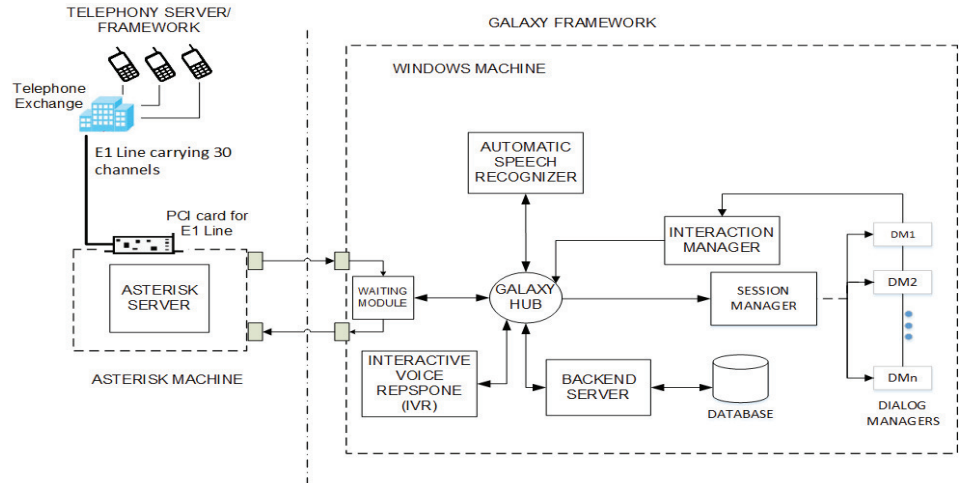 TELEPHONY SERVER/
FRAMEWORK
GALAXY FRAMEWORK
WINDOWS MACHINE
Telephone
Exchange
E1 Line carrying 30
channels
PCI card for
E1 Line
ASTERISK
SERVER
ASTERISK MACHINE
AUTOMATIC
SPEECH
RECOGNIZER
INTERACTION
MANAGER
WAITING
MODULE
GALAXY
HUB
SESSION
MANAGER
DM1
DM2
DMn
INTERACTIVE
VOICE
REPSPONE
(IVR)
BACKEND
SERVER
DATABASE
DIALOG
MANAGERS